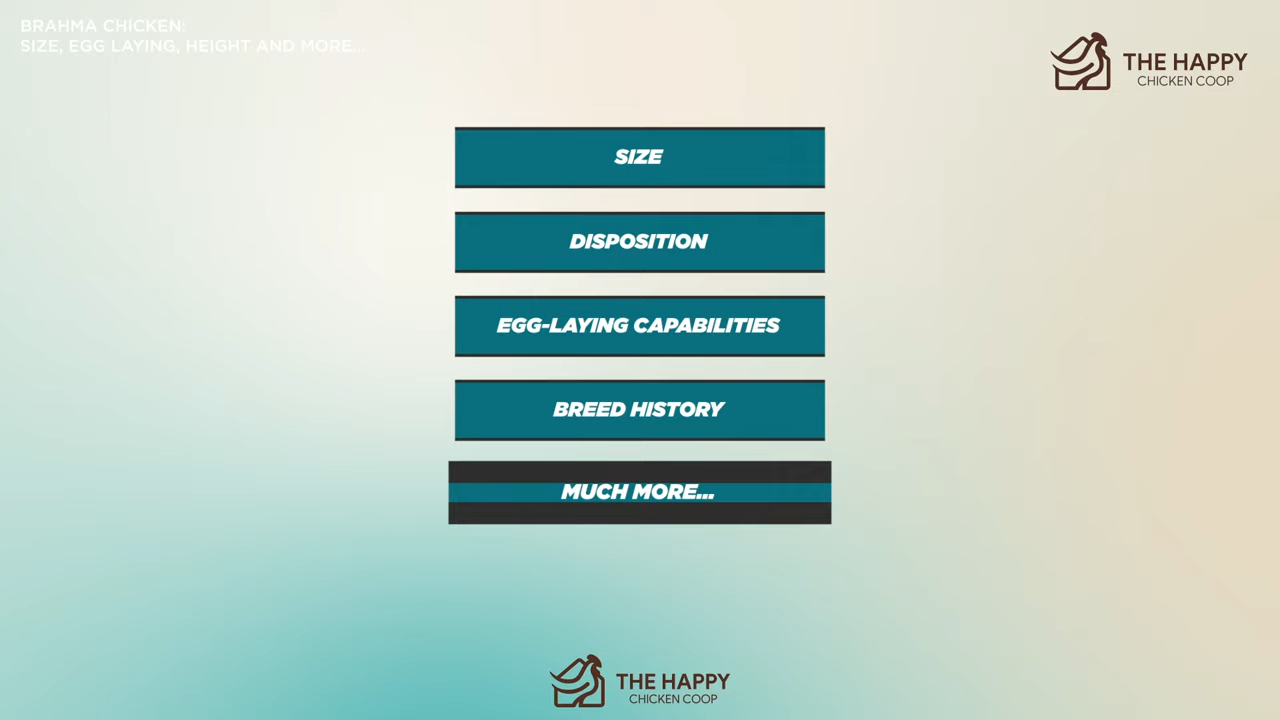 BRAHMA CHICKEN:
SIZE, EGG LAYING, HEIGHT AND MORE...
THE HAPPY
CHICKEN COOP
SIZE
DISPOSITION
EGG-LAYING CAPABILITIES
BREED HISTORY
MUCH MORE...
THE HAPPY
CHICKEN COOP